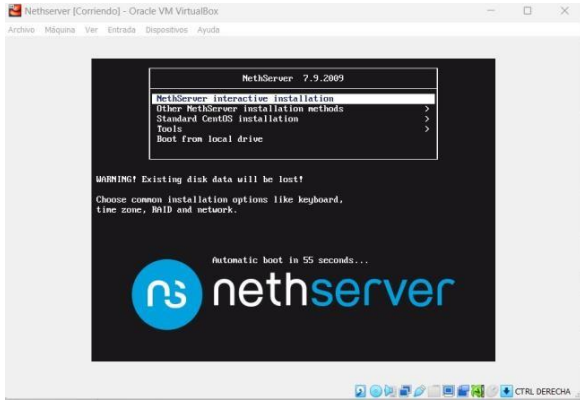 Nethserver [Corriendo] - Oracle VM VirtualBox
Archivo Máquina Ver Entrada Dispositivos Ayuda
NethServer 7.9.2009
NethServer interactive installation
Other NethServer installation methods >
Standard CentOS installation >
Tools >
Boot from local drive
WARNING! Existing disk data will be lost!
Choose common installation options like keyboard,
time zone, RAID and network.
Automatic boot in 55 seconds...
ns nethserver
CTRL DERECHA